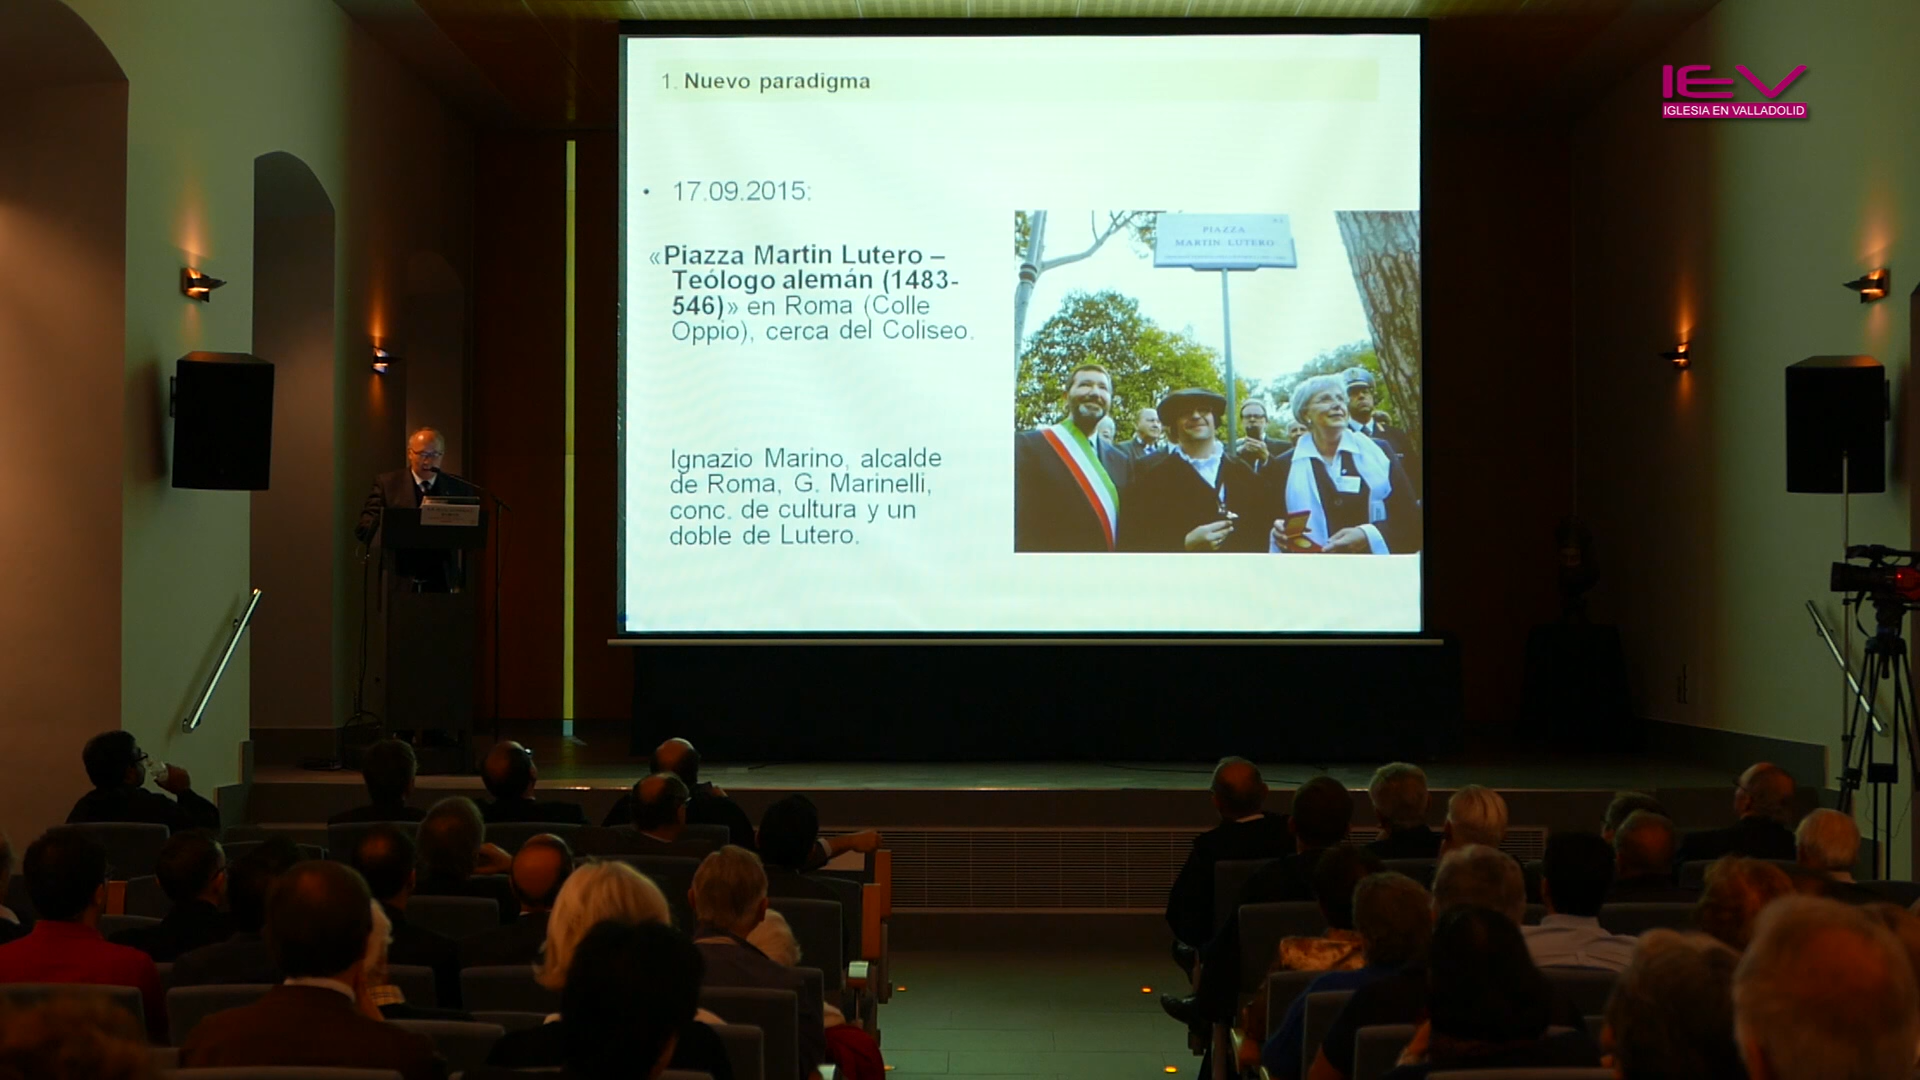 IEV
IGLESIA EN VALLADOLID
1. Nuevo paradigma
• 17.09.2015:
«Piazza Martin Lutero –
Teólogo alemán (1483-
546)» en Roma (Colle
Oppio), cerca del Coliseo.
PIAZZA
MARTIN LUTERO
Ignazio Marino, alcalde
de Roma, G. Marinelli,
conc. de cultura y un
doble de Lutero.